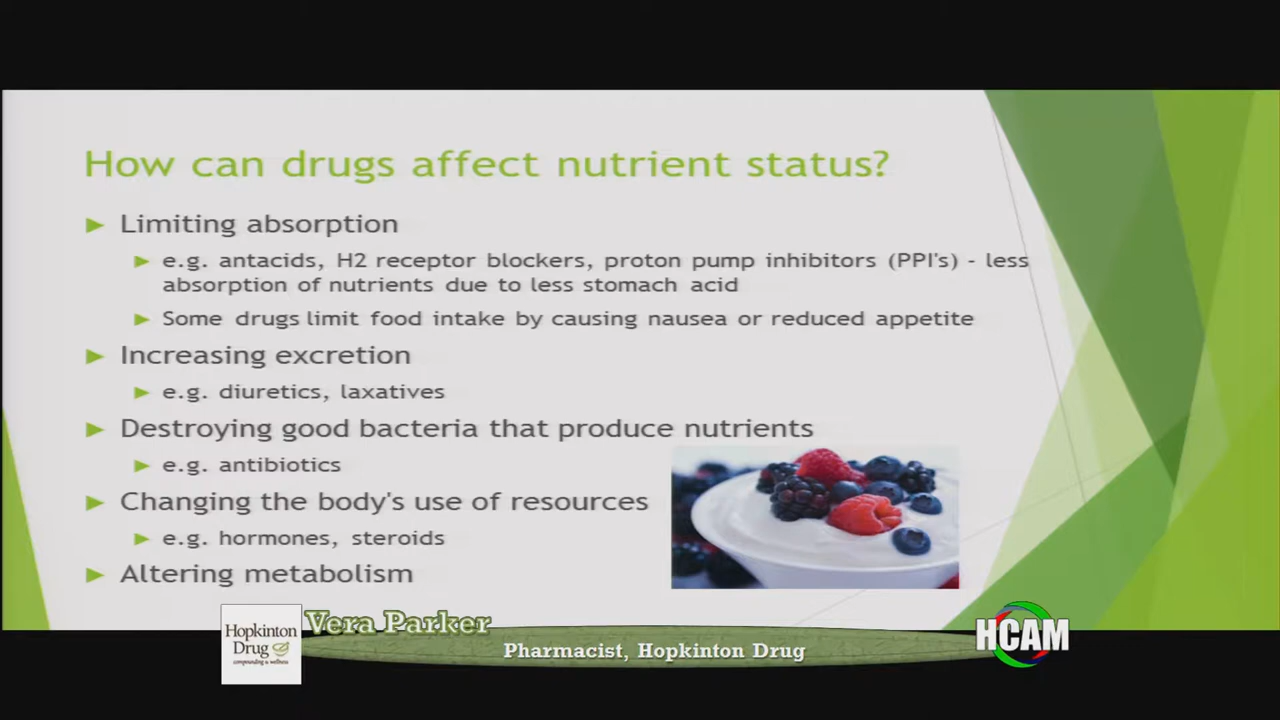 How can drugs affect nutrient status?
Limiting absorption
e.g. antacids, H2 receptor blockers, proton pump inhibitors (PPI's) - less
absorption of nutrients due to less stomach acid
Some drugs limit food intake by causing nausea or reduced appetite
Increasing excretion
e.g. diuretics, laxatives
Destroying good bacteria that produce nutrients
e.g. antibiotics
Changing the body's use of resources
e.g. hormones, steroids
Altering metabolism
Vera Parker
Hopkinton
Drug
compounding & wellness
Pharmacist, Hopkinton Drug
HCAM